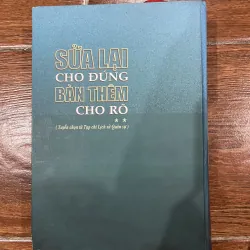 SỬA LẠI
CHO ĐÚNG
BÀN THÊM
CHO RÕ
★ ★
(Tuyển chọn từ Tạp chí Lịch sử Quân sự)